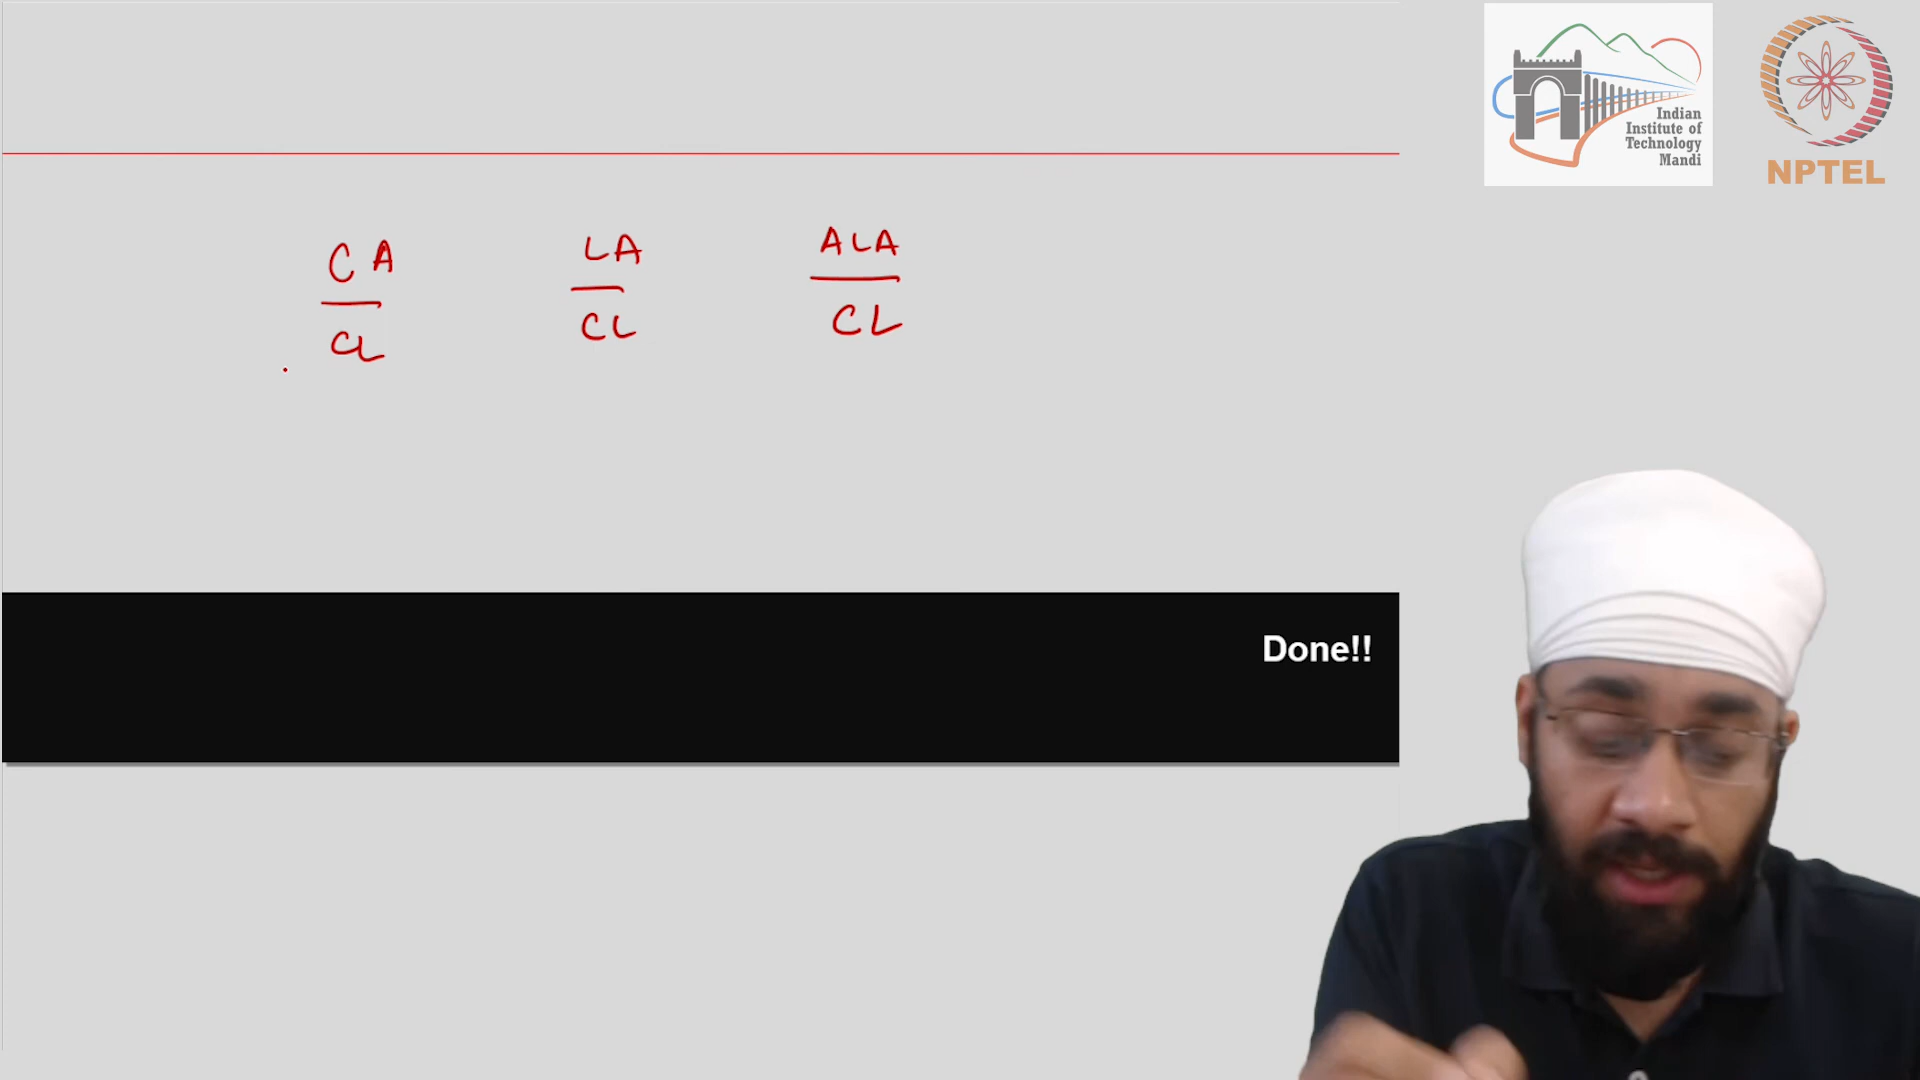 Indian
Institute of
Technology
Mandi
NPTEL
CA LA ALA
CL CL CL
Done!!